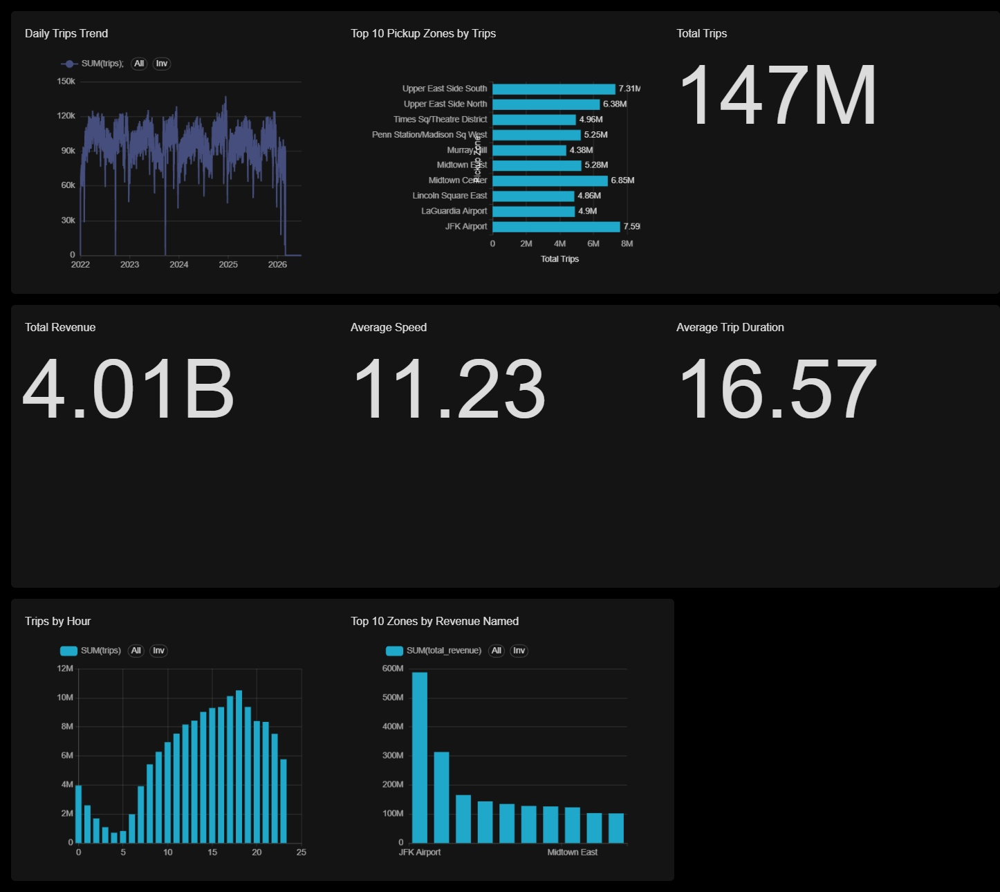 Daily Trips Trend
SUM(trips);
All
Inv
150k
120k
90k
60k
30k
0
2022
2023
2024
2025
2026
Top 10 Pickup Zones by Trips
Pickup Zone
Upper East Side South
7.31M
Upper East Side North
6.38M
Times Sq/Theatre District
4.96M
Penn Station/Madison Sq West
5.25M
Murray Hill
4.38M
Midtown East
5.28M
Midtown Center
6.85M
Lincoln Square East
4.86M
LaGuardia Airport
4.9M
JFK Airport
7.59
0
2M
4M
6M
8M
Total Trips
Total Trips
147M
Total Revenue
4.01B
Average Speed
11.23
Average Trip Duration
16.57
Trips by Hour
SUM(trips)
All
Inv
12M
10M
8M
6M
4M
2M
0
0
5
10
15
20
25
Top 10 Zones by Revenue Named
SUM(total_revenue)
All
Inv
600M
500M
400M
300M
200M
100M
0
JFK Airport
Midtown East